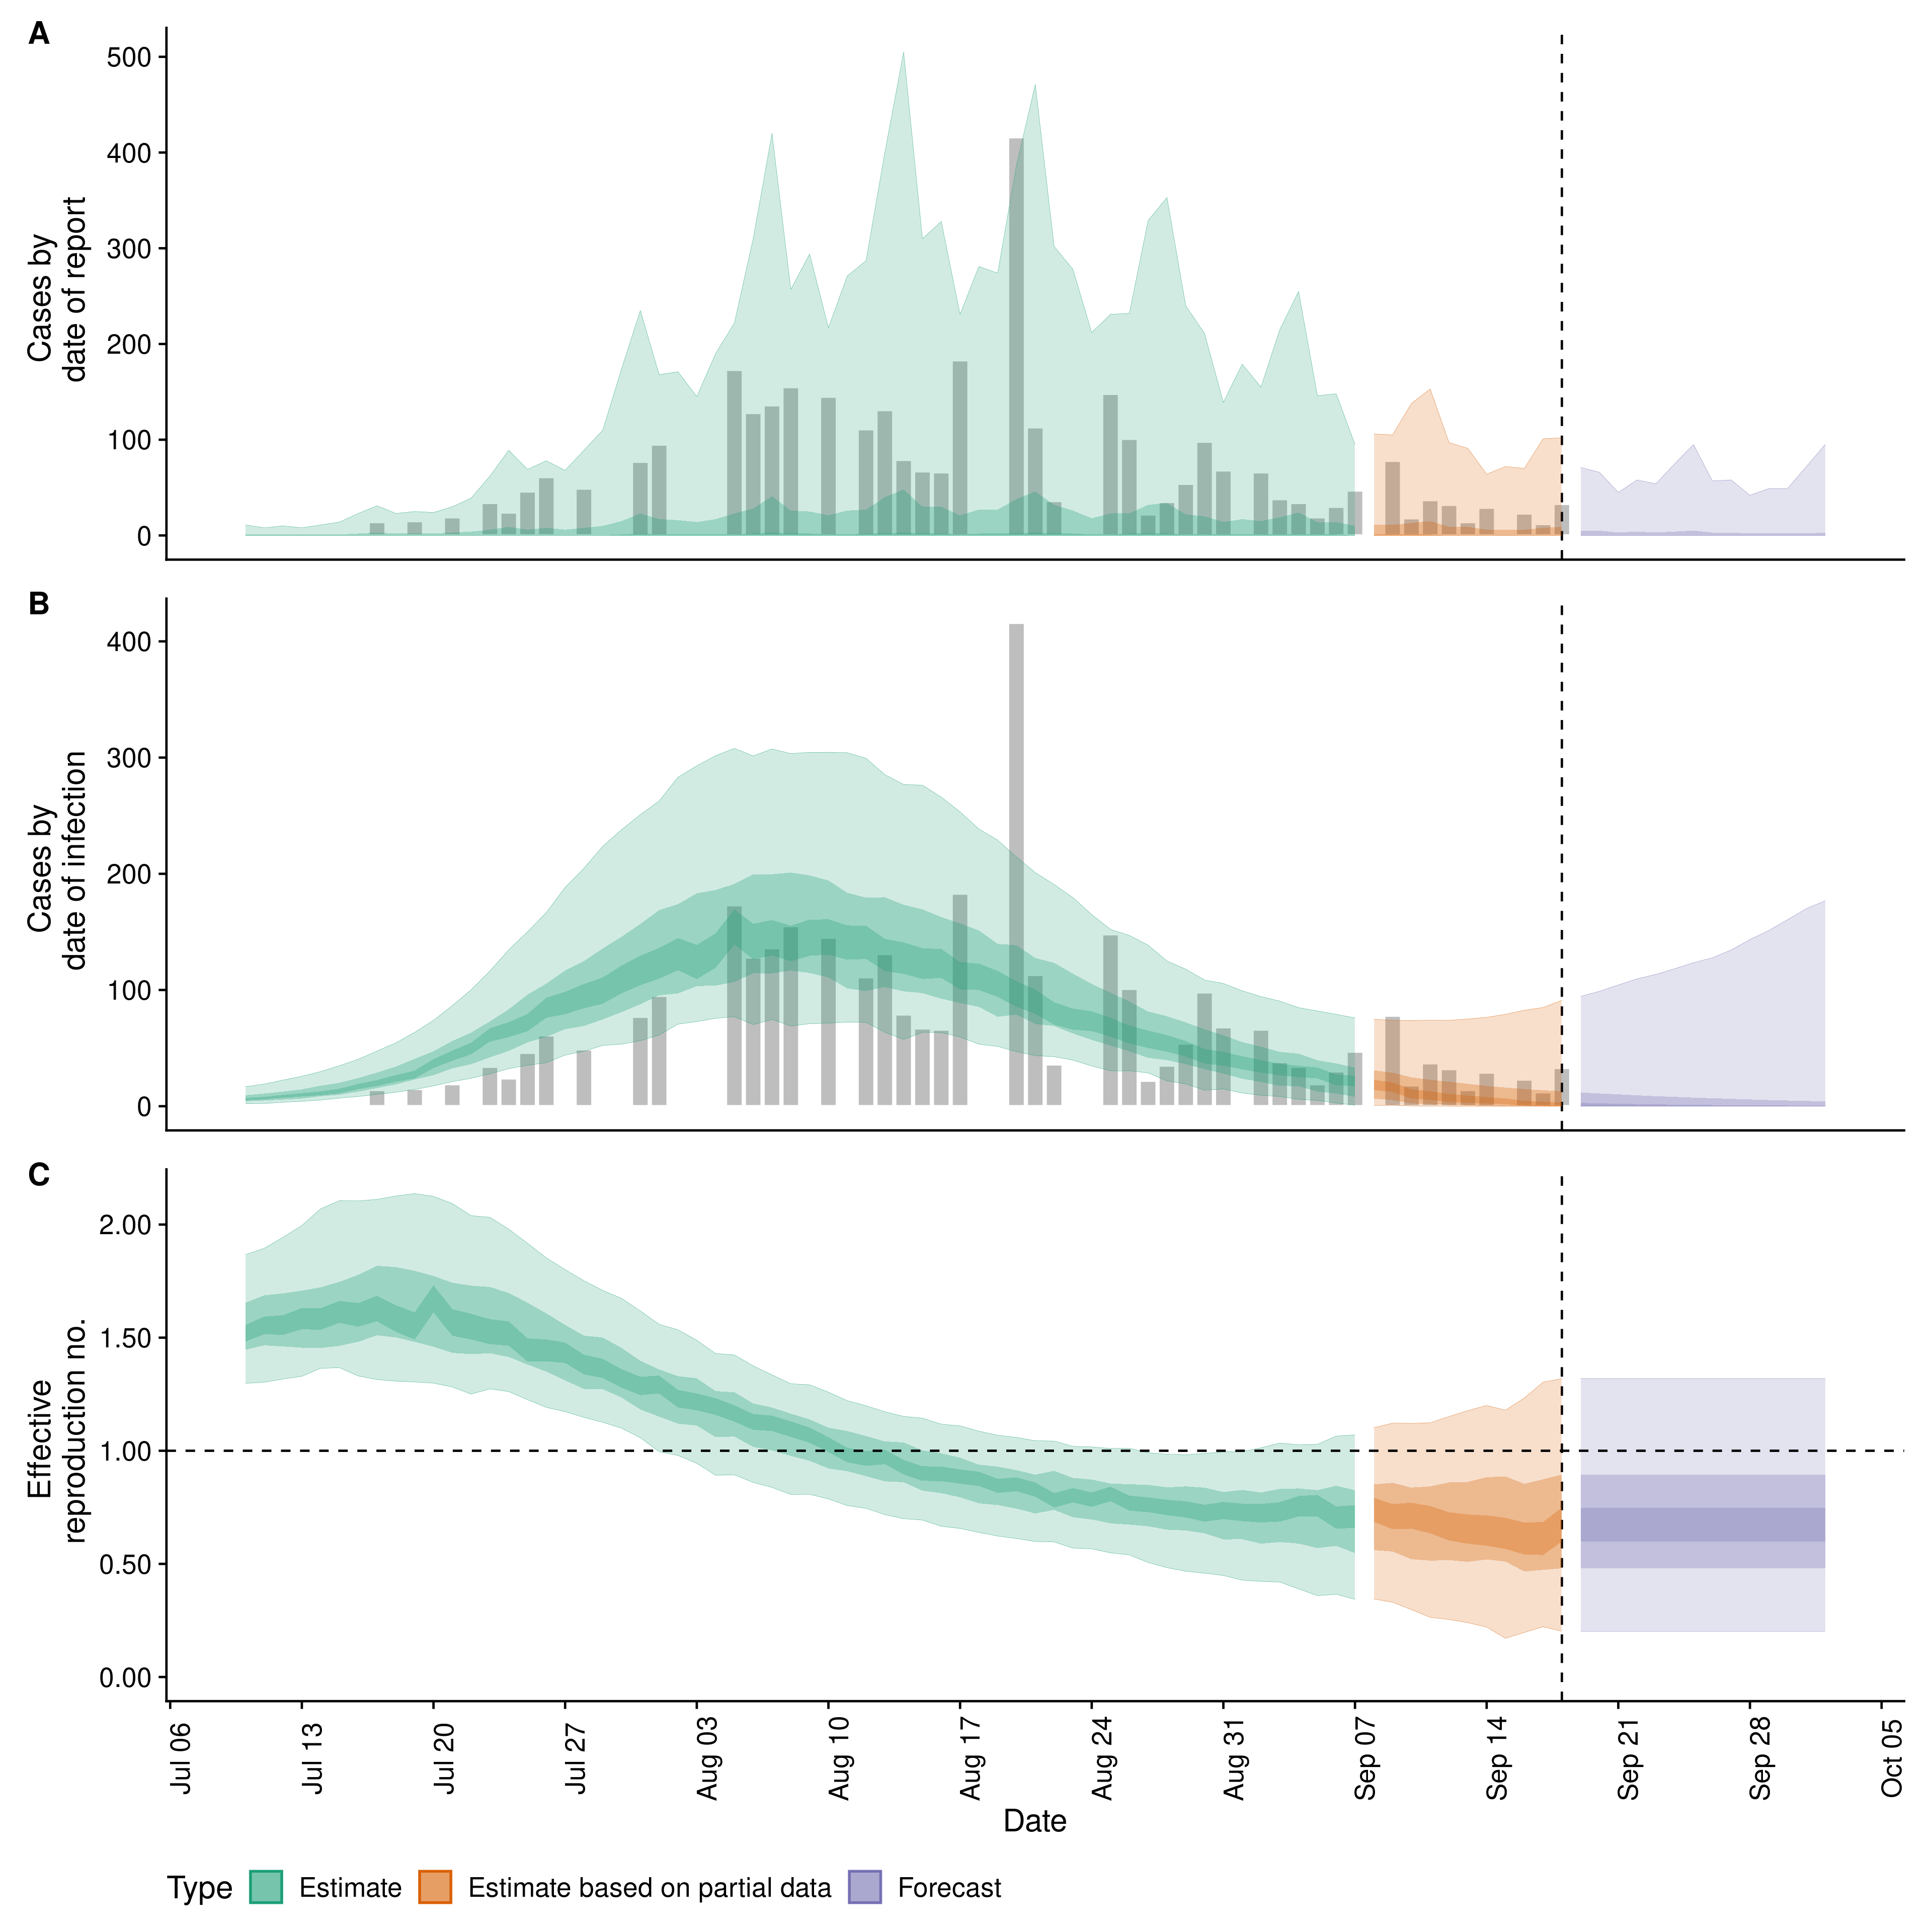 A
500
400
300
200
100
0
Cases by
date of report
B
400
300
200
100
0
Cases by
date of infection
C
2.00
1.50
1.00
0.50
0.00
Effective
reproduction no.
Jul 06
Jul 13
Jul 20
Jul 27
Aug 03
Aug 10
Aug 17
Aug 24
Aug 31
Sep 07
Sep 14
Sep 21
Sep 28
Oct 05
Date
Type Estimate Estimate based on partial data Forecast